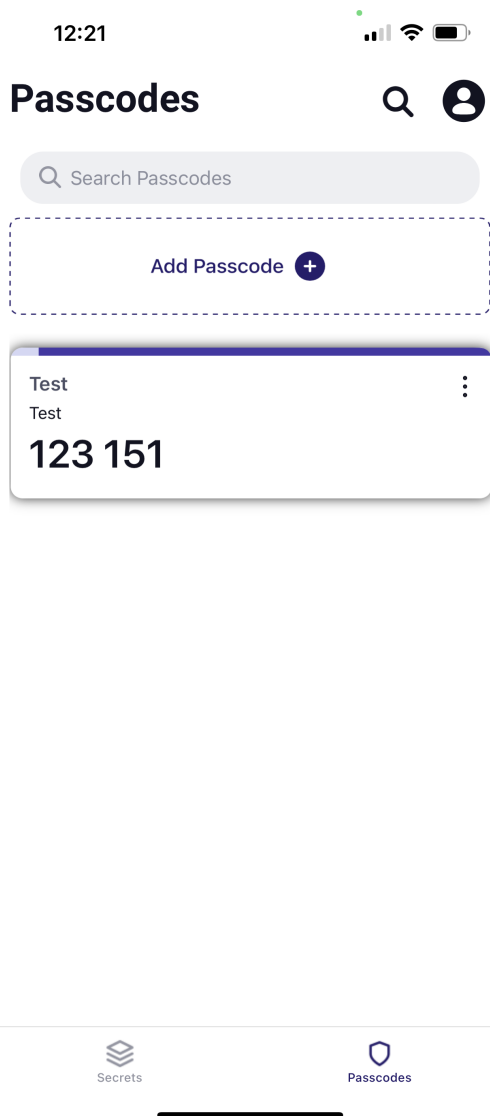 12:21
Passcodes
Search Passcodes
Add Passcode
Test
Test
123 151
Secrets
Passcodes